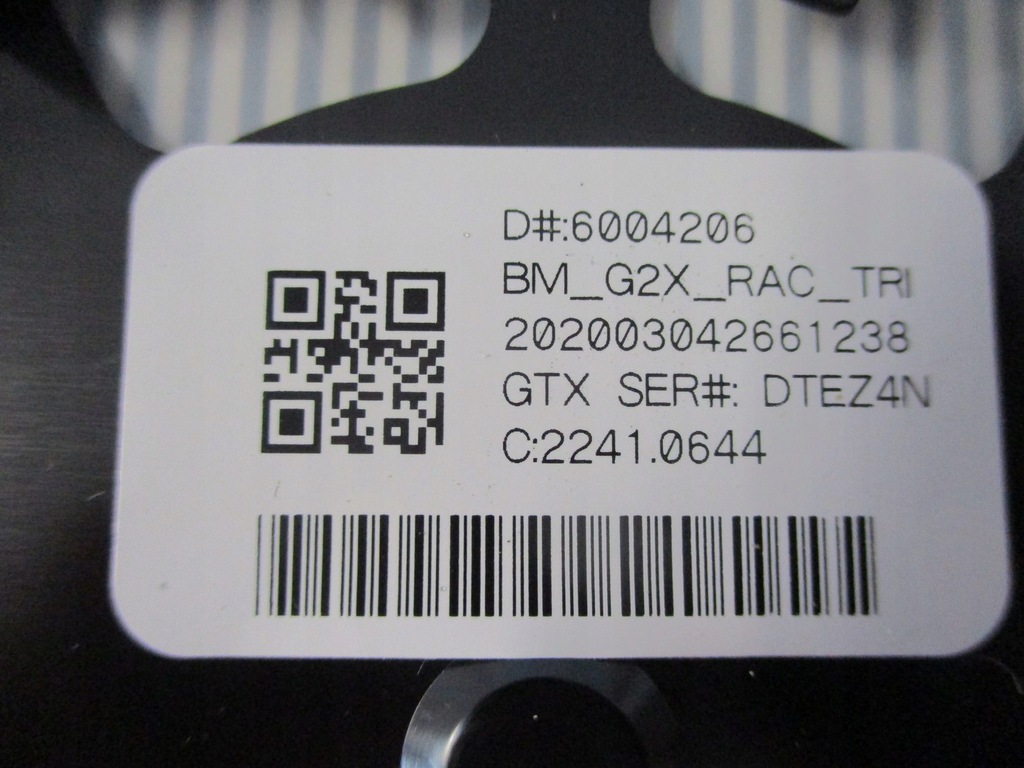 D#:6004206
BM_G2X_RAC_TRI
202003042661238
GTX SER#: DTEZ4N
C:2241.0644